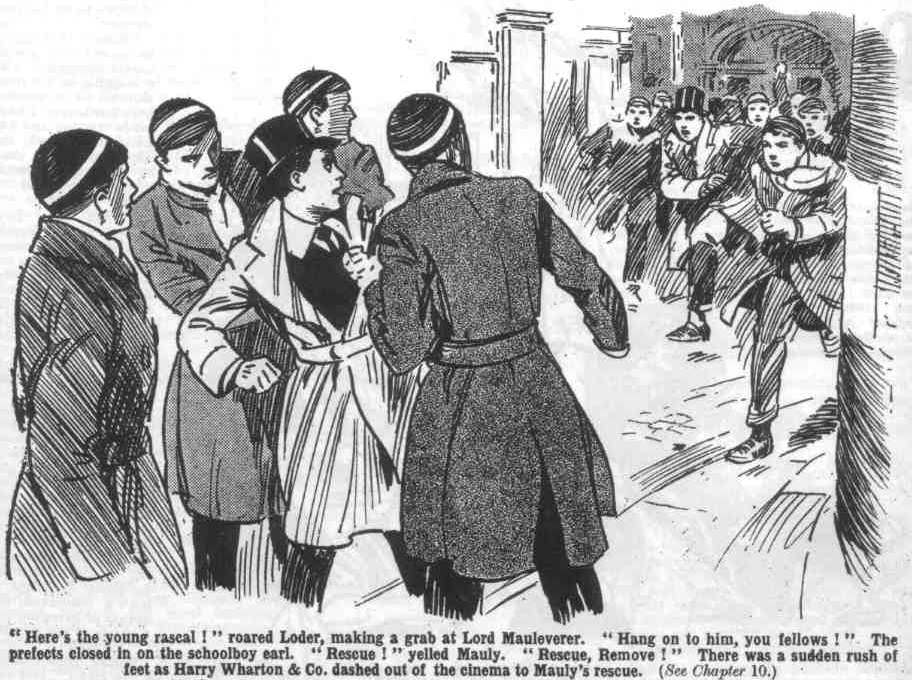 "Here's the young rascal!" roared Loder, making a grab at Lord Mauleverer. "Hang on to him, you fellows!" The
prefects closed in on the schoolboy earl. "Rescue!" yelled Mauly. "Rescue, Remove!" There was a sudden rush of
feet as Harry Wharton & Co. dashed out of the cinema to Mauly's rescue. (See Chapter 10.)